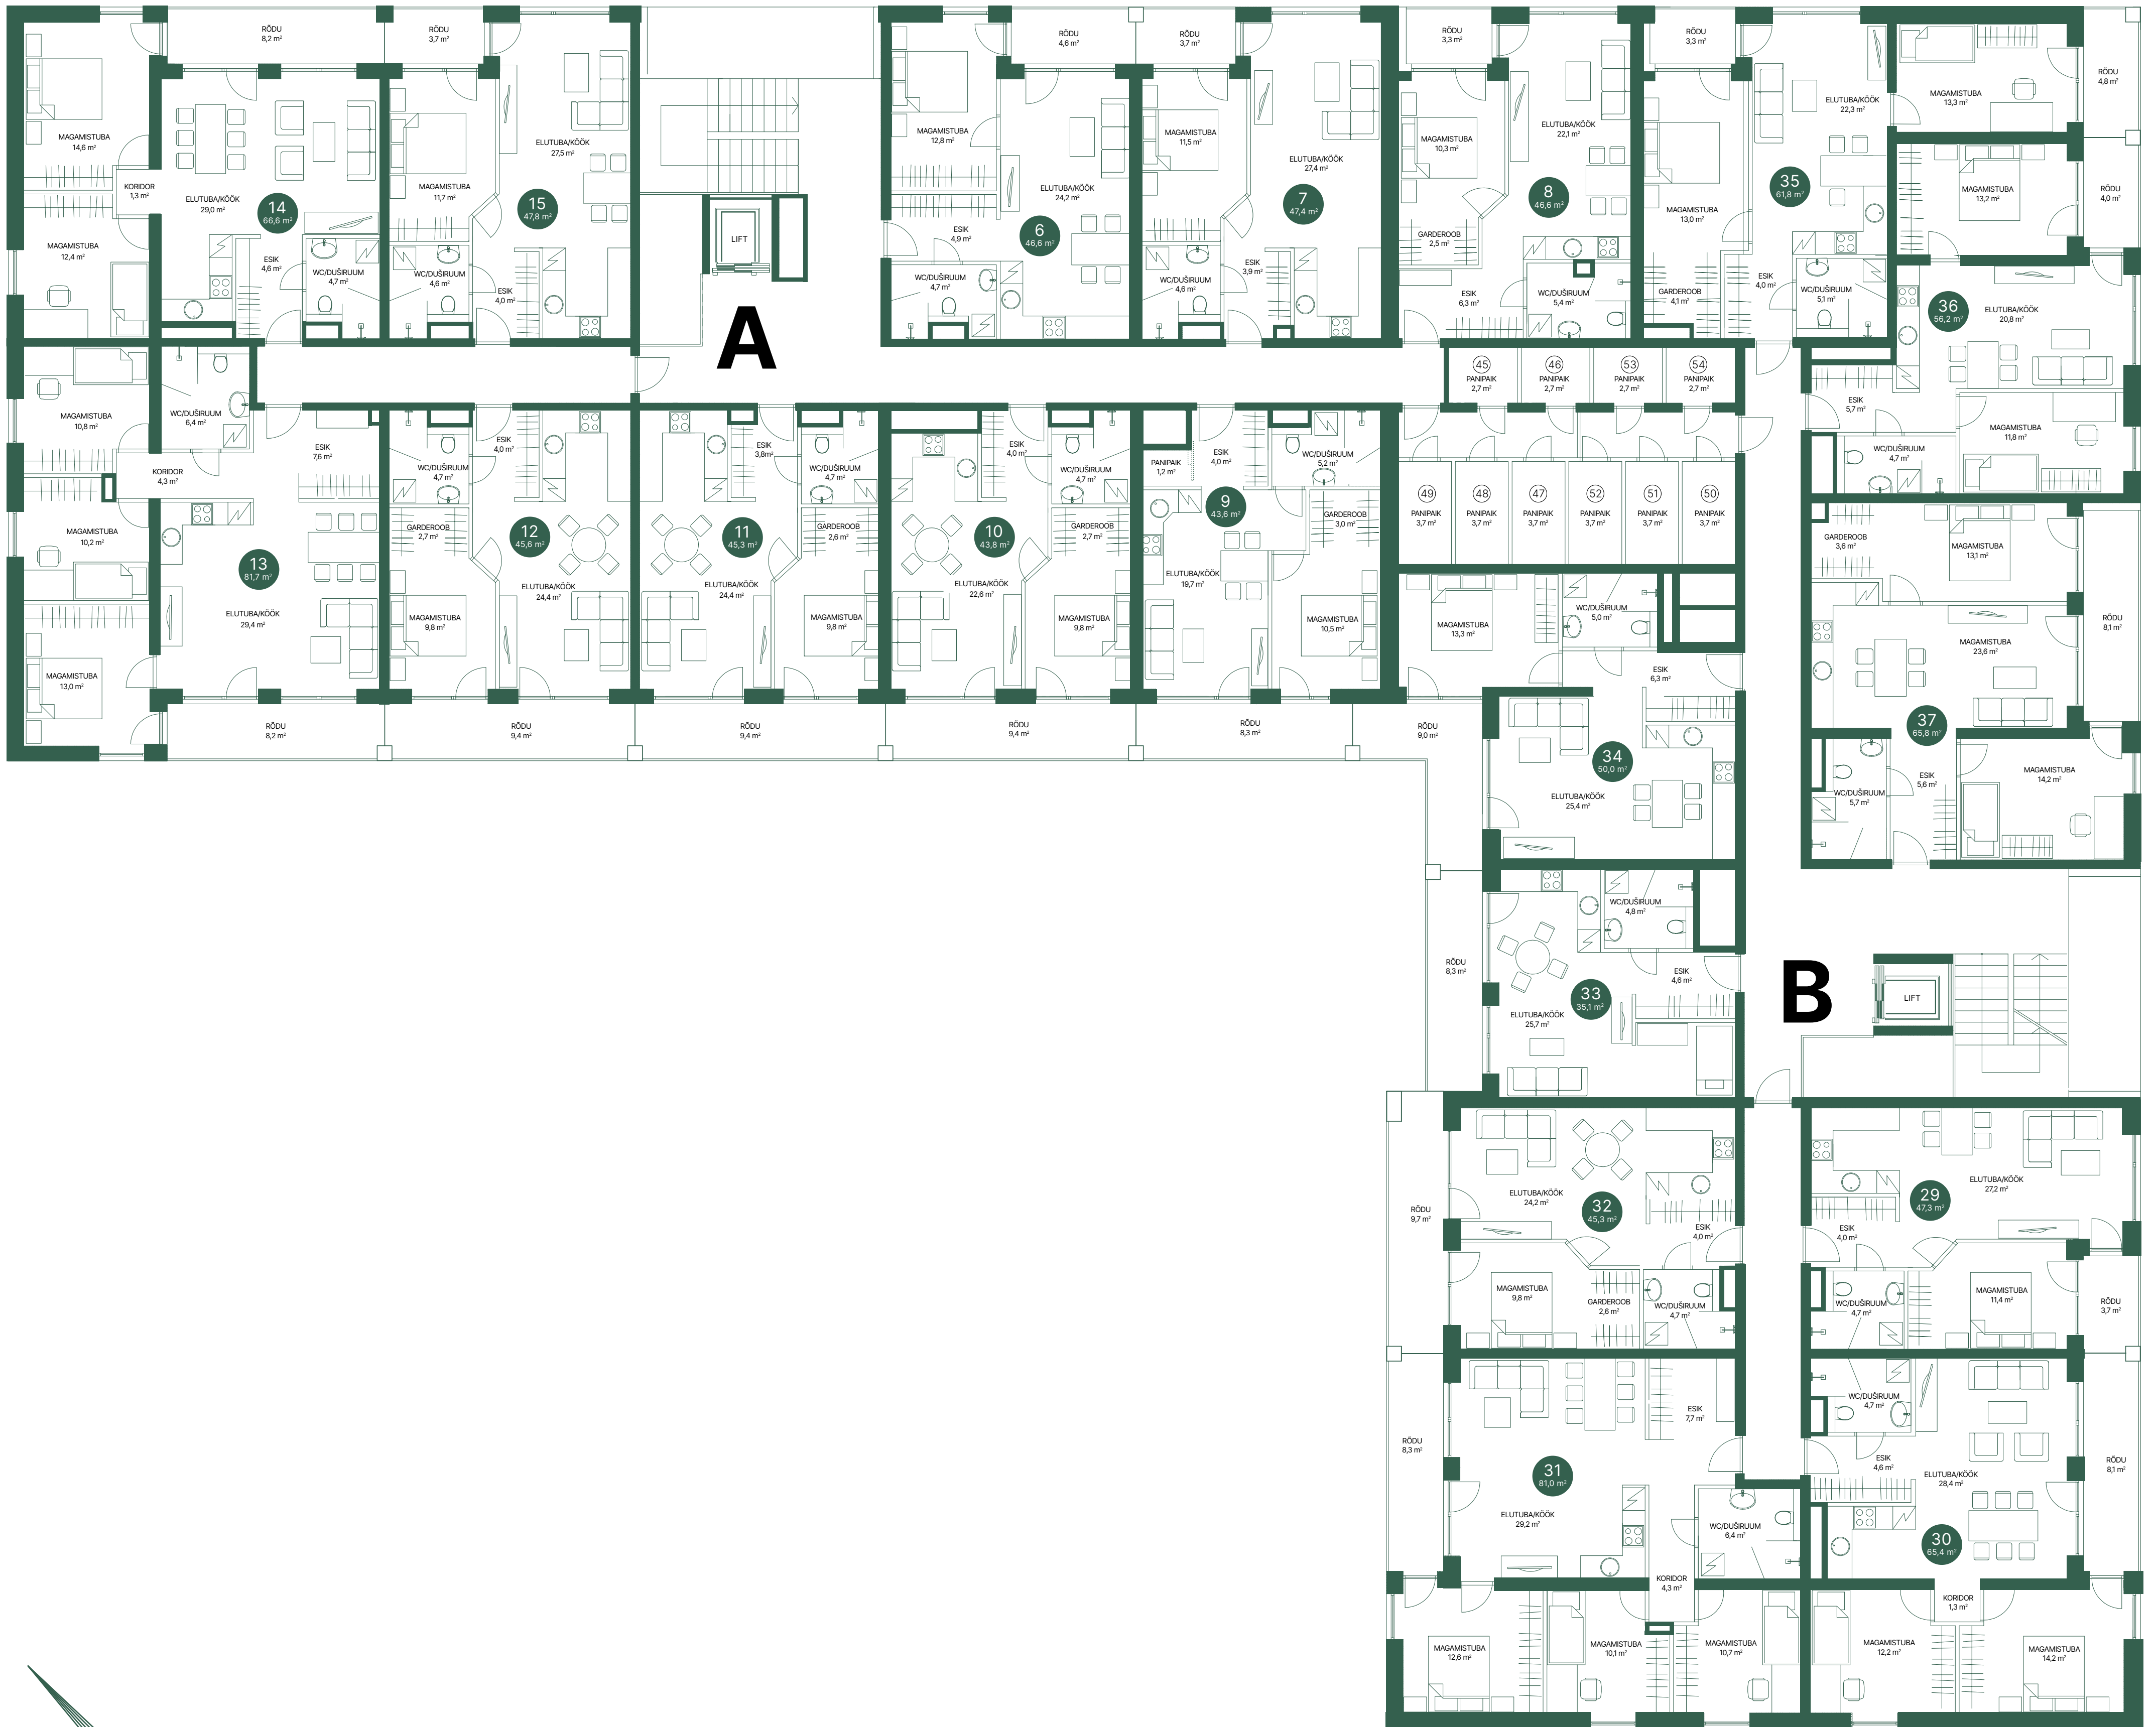 RÕDU
8,2 m²
RÕDU
3,7 m²
MAGAMISTUBA
14,6 m²
KORIDOR
1,3 m²
MAGAMISTUBA
12,4 m²
ELUTUBA/KÖÖK
29,0 m²
14
66,6 m²
ESIK
4,6 m²
WC/DUŠIRUUM
4,7 m²
MAGAMISTUBA
11,7 m²
ELUTUBA/KÖÖK
27,5 m²
15
47,8 m²
WC/DUŠIRUUM
4,6 m²
ESIK
4,0 m²
LIFT
A
RÕDU
4,6 m²
RÕDU
3,7 m²
MAGAMISTUBA
12,8 m²
ELUTUBA/KÖÖK
24,2 m²
6
46,6 m²
ESIK
4,9 m²
WC/DUŠIRUUM
4,7 m²
MAGAMISTUBA
11,5 m²
ELUTUBA/KÖÖK
27,4 m²
7
47,4 m²
ESIK
3,9 m²
WC/DUŠIRUUM
4,6 m²
RÕDU
3,3 m²
MAGAMISTUBA
10,3 m²
ELUTUBA/KÖÖK
22,1 m²
8
46,6 m²
GARDEROOB
2,5 m²
ESIK
6,3 m²
WC/DUŠIRUUM
5,4 m²
RÕDU
3,3 m²
ELUTUBA/KÖÖK
22,3 m²
35
61,8 m²
MAGAMISTUBA
13,0 m²
GARDEROOB
4,1 m²
ESIK
4,0 m²
WC/DUŠIRUUM
5,1 m²
MAGAMISTUBA
13,3 m²
RÕDU
4,8 m²
MAGAMISTUBA
13,2 m²
RÕDU
4,0 m²
36
56,2 m²
ELUTUBA/KÖÖK
20,8 m²
ESIK
5,7 m²
MAGAMISTUBA
11,8 m²
WC/DUŠIRUUM
4,7 m²
45
PANIPAIK
2,7 m²
46
PANIPAIK
2,7 m²
53
PANIPAIK
2,7 m²
54
PANIPAIK
2,7 m²
49
PANIPAIK
3,7 m²
48
PANIPAIK
3,7 m²
47
PANIPAIK
3,7 m²
52
PANIPAIK
3,7 m²
51
PANIPAIK
3,7 m²
50
PANIPAIK
3,7 m²
MAGAMISTUBA
10,8 m²
WC/DUŠIRUUM
6,4 m²
ESIK
7,6 m²
KORIDOR
4,3 m²
MAGAMISTUBA
10,2 m²
13
81,7 m²
ELUTUBA/KÖÖK
29,4 m²
MAGAMISTUBA
13,0 m²
RÕDU
8,2 m²
ESIK
4,0 m²
WC/DUŠIRUUM
4,7 m²
GARDEROOB
2,7 m²
12
45,6 m²
ELUTUBA/KÖÖK
24,4 m²
MAGAMISTUBA
9,8 m²
RÕDU
9,4 m²
ESIK
3,8m²
WC/DUŠIRUUM
4,7 m²
GARDEROOB
2,6 m²
11
45,3 m²
ELUTUBA/KÖÖK
24,4 m²
MAGAMISTUBA
9,8 m²
RÕDU
9,4 m²
ESIK
4,0 m²
WC/DUŠIRUUM
4,7 m²
GARDEROOB
2,7 m²
10
43,8 m²
ELUTUBA/KÖÖK
22,6 m²
MAGAMISTUBA
9,8 m²
RÕDU
9,4 m²
PANIPAIK
1,2 m²
ESIK
4,0 m²
WC/DUŠIRUUM
5,2 m²
9
43,6 m²
GARDEROOB
3,0 m²
ELUTUBA/KÖÖK
19,7 m²
MAGAMISTUBA
10,5 m²
RÕDU
8,3 m²
MAGAMISTUBA
13,3 m²
WC/DUŠIRUUM
5,0 m²
ESIK
6,3 m²
RÕDU
9,0 m²
34
50,0 m²
ELUTUBA/KÖÖK
25,4 m²
GARDEROOB
3,6 m²
MAGAMISTUBA
13,1 m²
MAGAMISTUBA
23,6 m²
RÕDU
8,1 m²
37
65,8 m²
MAGAMISTUBA
14,2 m²
ESIK
5,6 m²
WC/DUŠIRUUM
5,7 m²
WC/DUŠIRUUM
4,8 m²
RÕDU
8,3 m²
ESIK
4,6 m²
33
35,1 m²
ELUTUBA/KÖÖK
25,7 m²
B
LIFT
RÕDU
9,7 m²
ELUTUBA/KÖÖK
24,2 m²
32
45,3 m²
ESIK
4,0 m²
MAGAMISTUBA
9,8 m²
GARDEROOB
2,6 m²
WC/DUŠIRUUM
4,7 m²
ELUTUBA/KÖÖK
27,2 m²
29
47,3 m²
ESIK
4,0 m²
WC/DUŠIRUUM
4,7 m²
MAGAMISTUBA
11,4 m²
RÕDU
3,7 m²
RÕDU
8,3 m²
ESIK
7,7 m²
31
81,0 m²
ELUTUBA/KÖÖK
29,2 m²
WC/DUŠIRUUM
6,4 m²
KORIDOR
4,3 m²
MAGAMISTUBA
12,6 m²
MAGAMISTUBA
10,1 m²
MAGAMISTUBA
10,7 m²
WC/DUŠIRUUM
4,7 m²
ESIK
4,6 m²
ELUTUBA/KÖÖK
28,4 m²
RÕDU
8,1 m²
30
65,4 m²
KORIDOR
1,3 m²
MAGAMISTUBA
12,2 m²
MAGAMISTUBA
14,2 m²